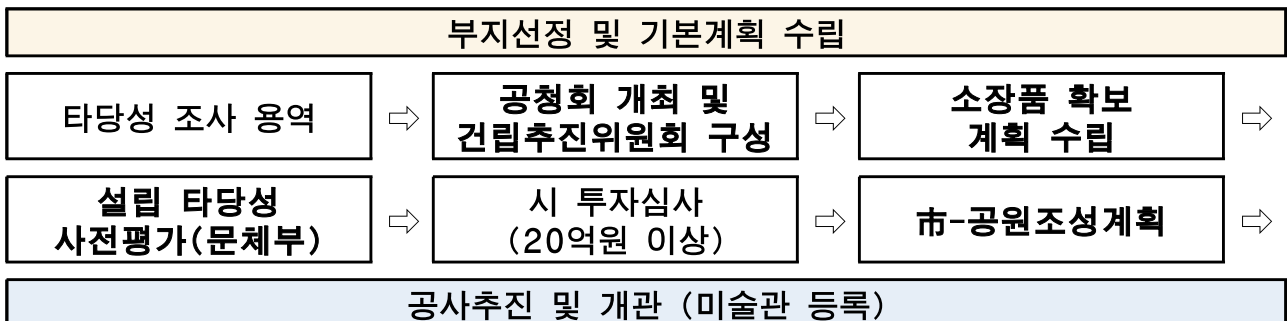 부지선정 및 기본계획 수립
타당성 조사 용역
⇨
공청회 개최 및
건립추진위원회 구성
⇨
소장품 확보
계획 수립
⇨
설립 타당성
사전평가(문체부)
⇨
시 투자심사
(20억원 이상)
⇨
市-공원조성계획
⇨
공사추진 및 개관 (미술관 등록)